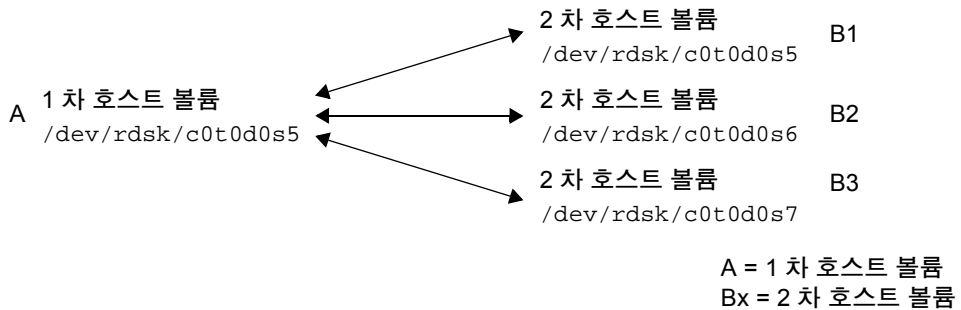 2 차 호스트 볼륨
/dev/rdsk/c0t0d0s5
B1
A
1 차 호스트 볼륨
/dev/rdsk/c0t0d0s5
2 차 호스트 볼륨
/dev/rdsk/c0t0d0s6
B2
2 차 호스트 볼륨
/dev/rdsk/c0t0d0s7
B3
A = 1 차 호스트 볼륨
Bx = 2 차 호스트 볼륨